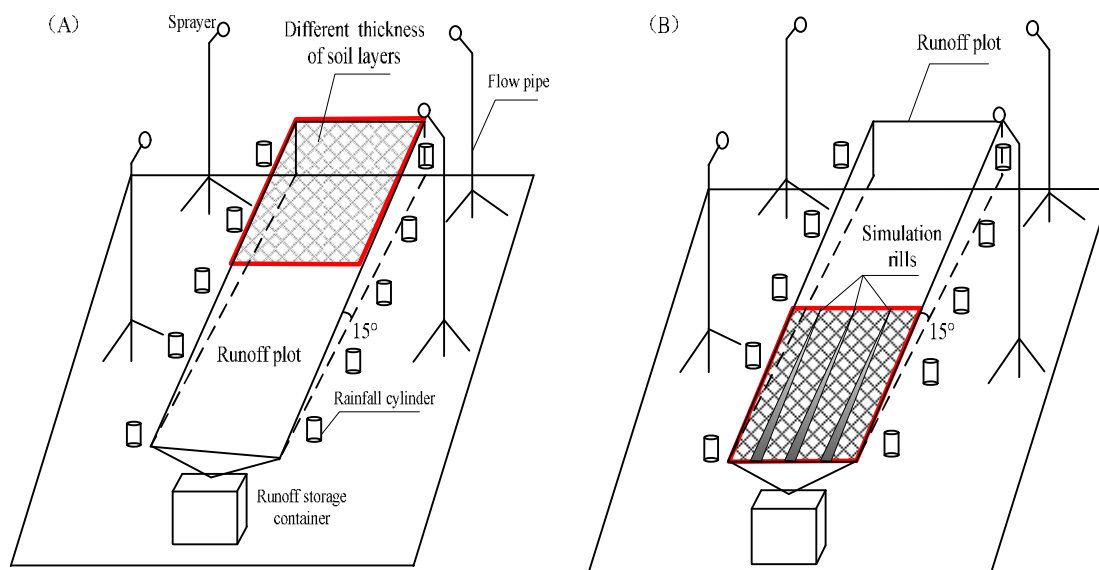 (A)
Sprayer
Different thickness
of soil layers
Flow pipe
15°
Runoff plot
Rainfall cylinder
Runoff storage
container
(B)
Runoff plot
Simulation
rills
15°